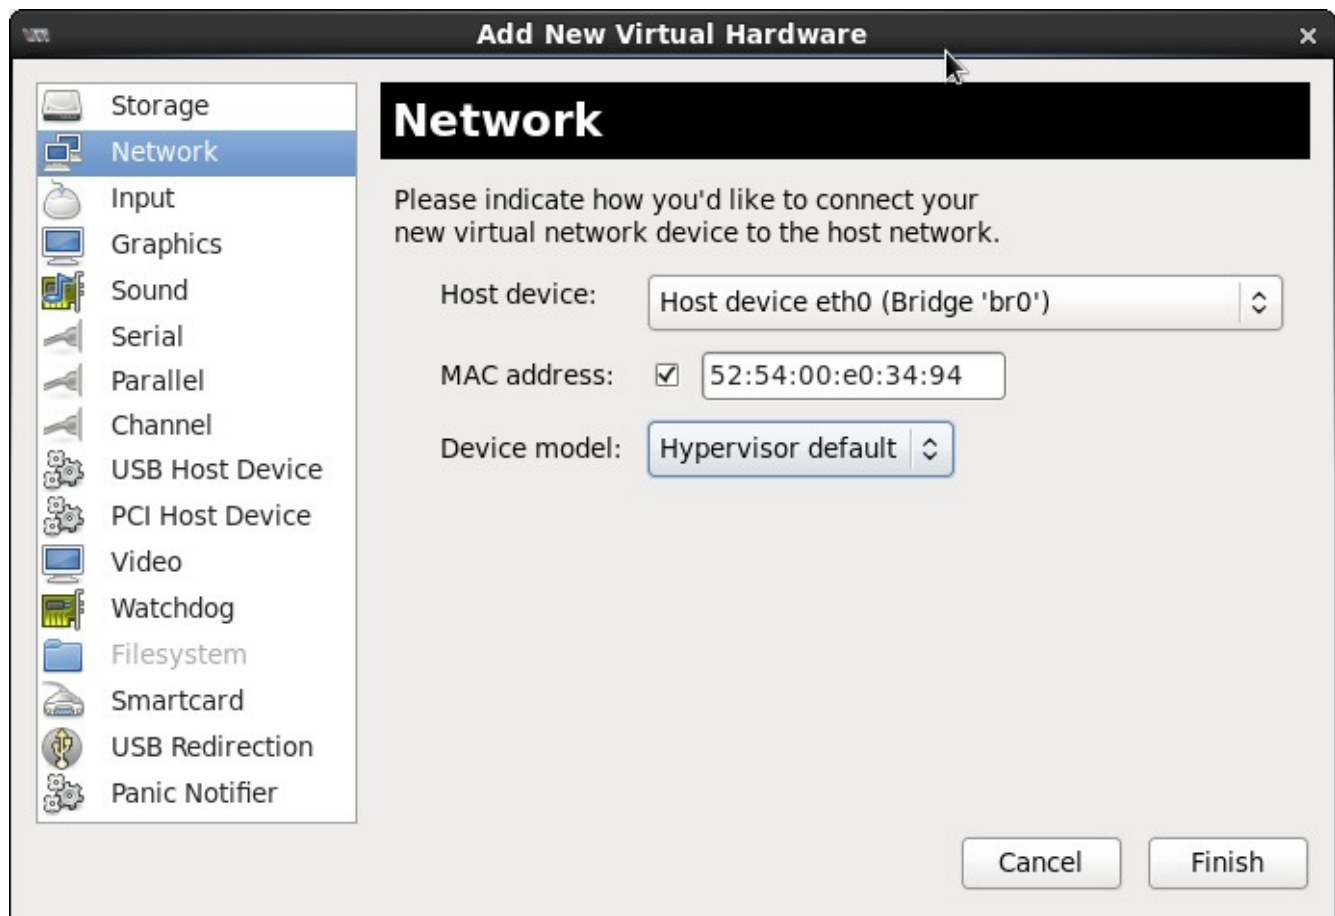 Add New Virtual Hardware
Storage
Network
Input
Graphics
Sound
Serial
Parallel
Channel
USB Host Device
PCI Host Device
Video
Watchdog
Filesystem
Smartcard
USB Redirection
Panic Notifier
Network
Please indicate how you'd like to connect your
new virtual network device to the host network.
Host device: Host device eth0 (Bridge 'br0')
MAC address: 52:54:00:e0:34:94
Device model: Hypervisor default
Cancel Finish